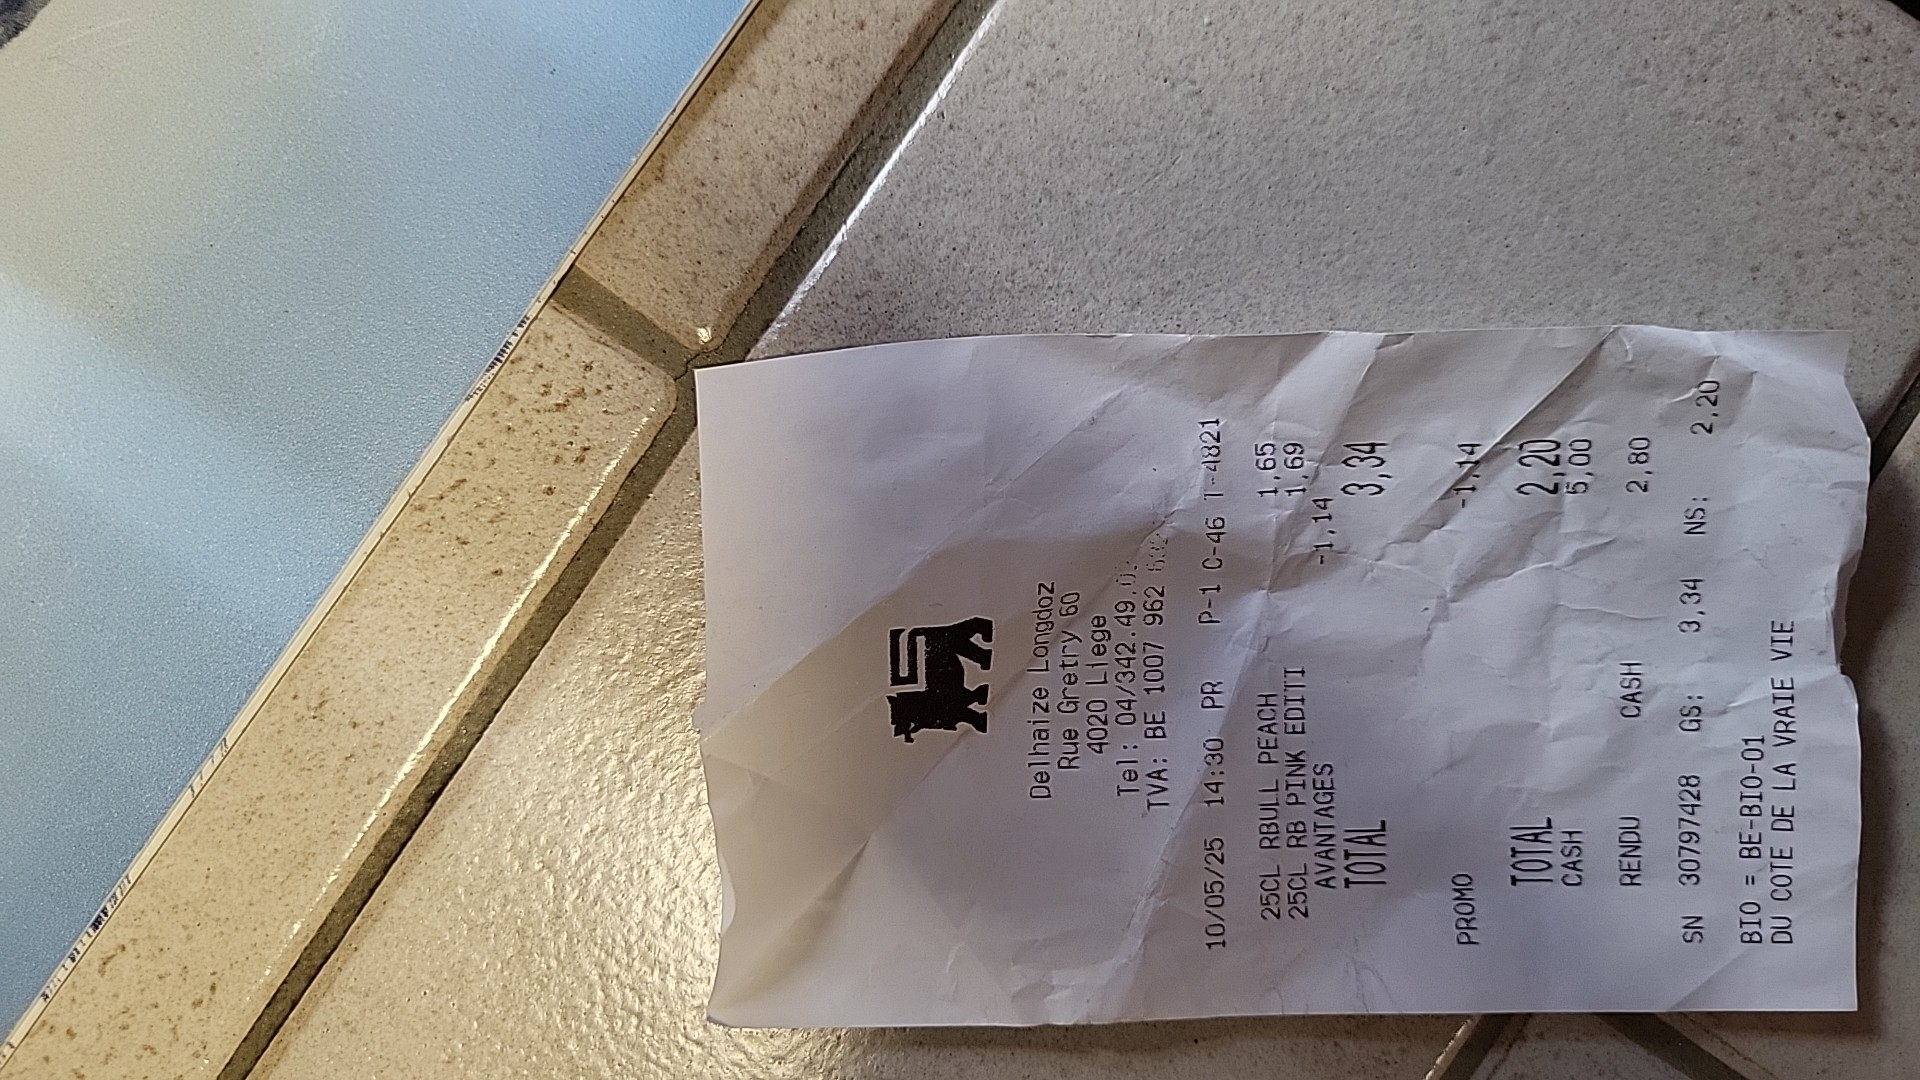 Delhaize Longdoz
Rue Gretry 60
4020 Liege
Tel: 04/342.49.
TVA: BE 1007 962
10/05/25 14:30 PR P-1 C-46 T-4821
25CL RBULL PEACH 1,65
25CL RB PINK EDITI 1,69
AVANTAGES -1,14
TOTAL 3,34
PROMO -1,14
TOTAL 2,20
CASH 5,00
RENDU CASH 2,80
SN 30797428 GS: 3,34 NS: 2,20
BIO = BE-BIO-01
DU COTE DE LA VRAIE VIE